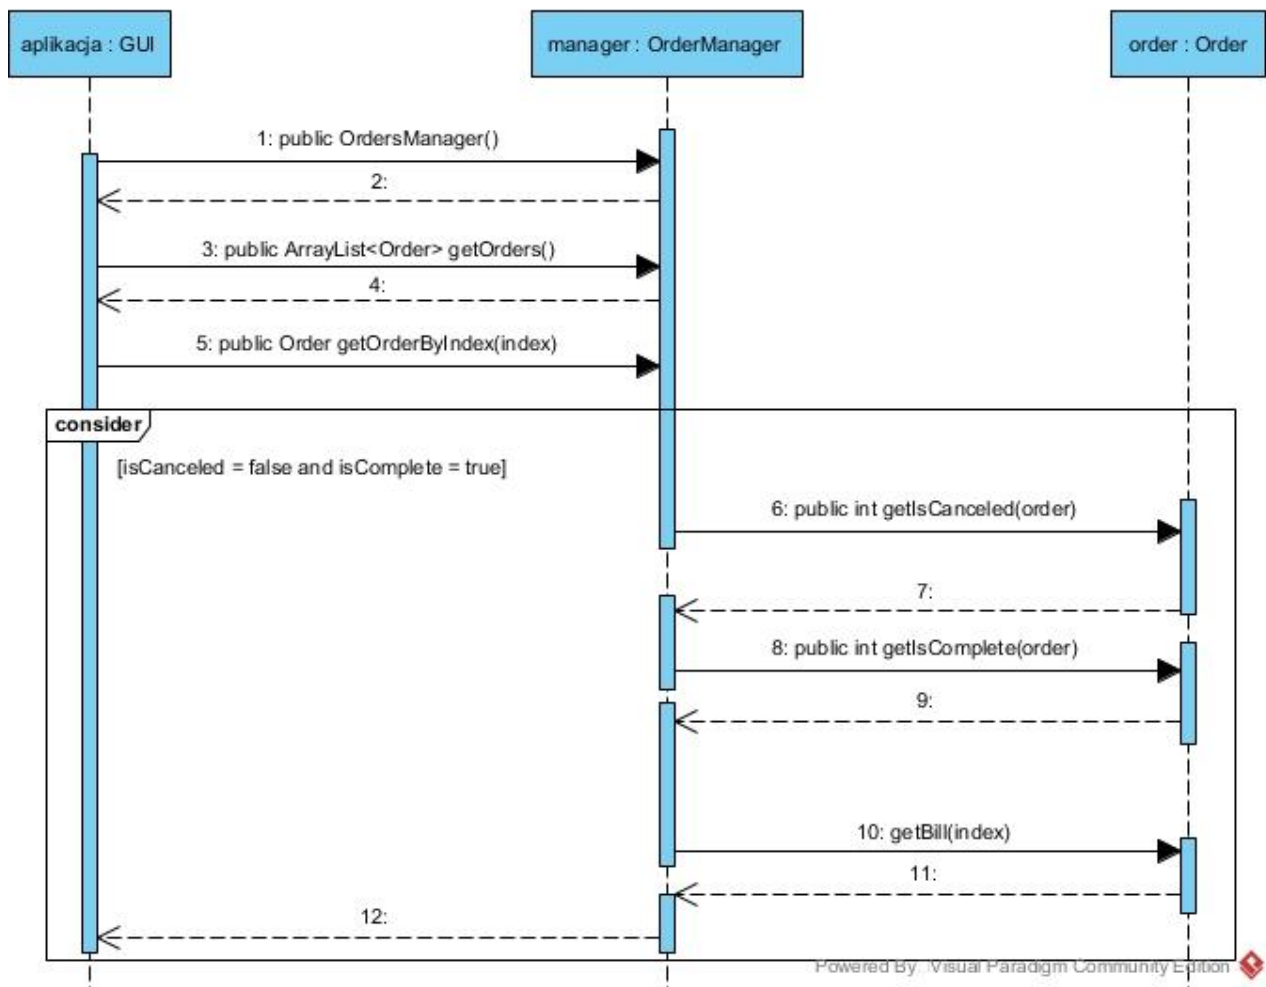 aplikacja : GUI
manager : OrderManager
order : Order
1: public OrdersManager()
2:
3: public ArrayList<Order> getOrders()
4:
5: public Order getOrderByIndex(index)
consider
[isCanceled = false and isComplete = true]
6: public int getIsCanceled(order)
7:
8: public int getIsComplete(order)
9:
10: getBill(index)
11:
12:
Powered By: Visual Paradigm Community Edition